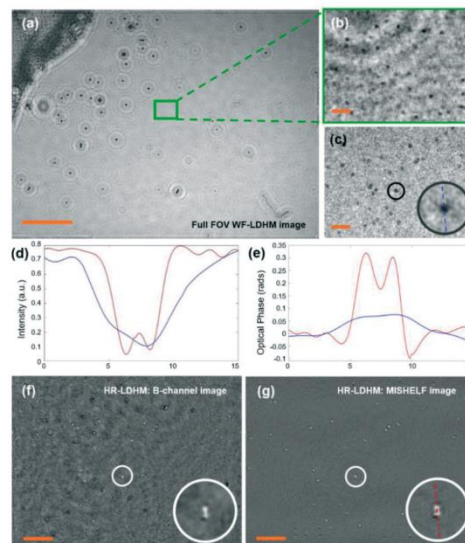 (a)
(b)
Full FOV WF-LDHM image
(c)
(d)
(e)
0.8
0.7
0.6
0.5
0.4
0.3
0.2
0.1
0
Intensity (a.u.)
0
5
10
15
0.35
0.3
0.25
0.2
0.15
0.1
0.05
0
-0.05
-0.1
Optical Phase (rads)
0
5
10
(f)
HR-LDHM: B-channel image
(g)
HR-LDHM: MISHELF image